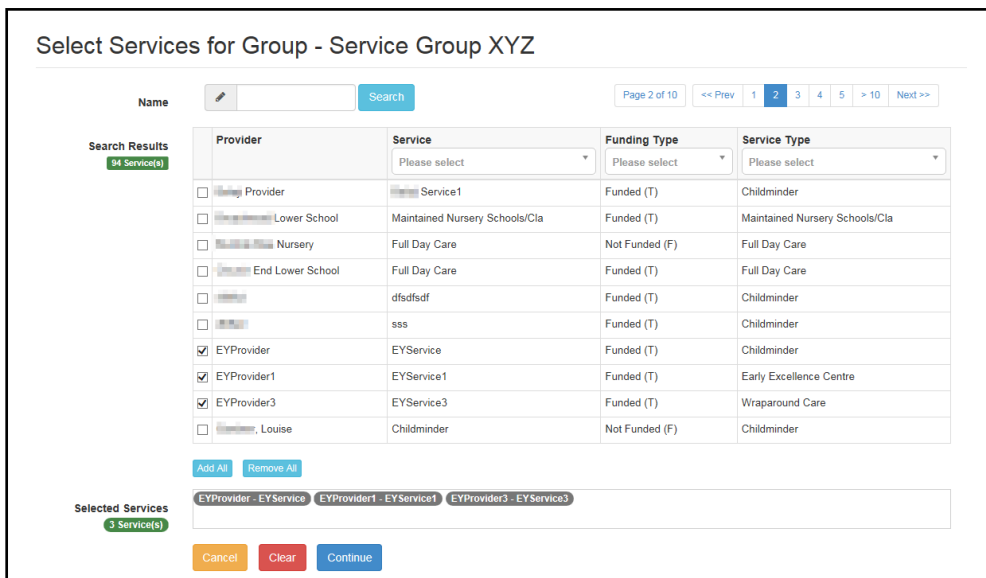 Select Services for Group - Service Group XYZ
Name Search Page 2 of 10 << Prev 1 2 3 4 5 > 10 Next >>
Search Results
94 Service(s)
Provider Service Funding Type Service Type
Please select Please select Please select
Provider Service1 Funded (T) Childminder
Lower School Maintained Nursery Schools/Cla Funded (T) Maintained Nursery Schools/Cla
Nursery Full Day Care Not Funded (F) Full Day Care
End Lower School Full Day Care Funded (T) Full Day Care
dfsdfsdf Funded (T) Childminder
sss Funded (T) Childminder
EYProvider EYService Funded (T) Childminder
EYProvider1 EYService1 Funded (T) Early Excellence Centre
EYProvider3 EYService3 Funded (T) Wraparound Care
, Louise Childminder Not Funded (F) Childminder
Add All Remove All
Selected Services
3 Service(s)
EYProvider - EYService EYProvider1 - EYService1 EYProvider3 - EYService3
Cancel Clear Continue